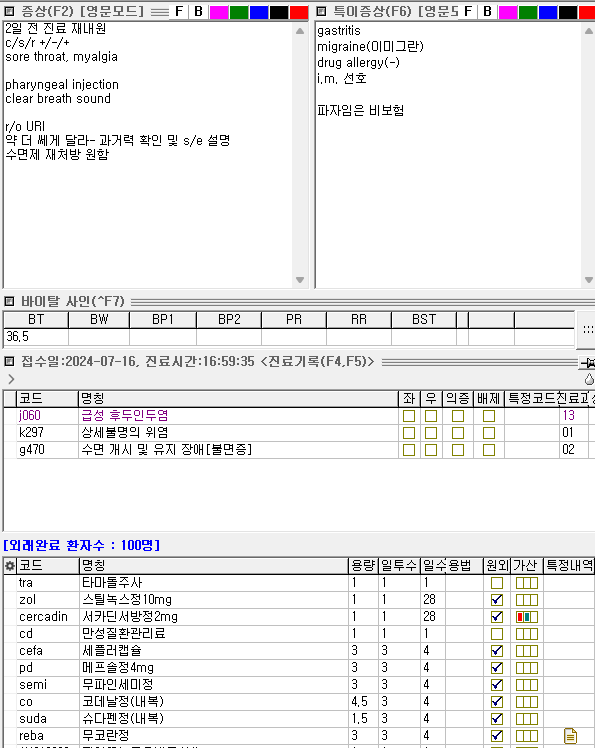 증상(F2) [영문모드] F B
2일 전 진료 재내원
c/s/r +/-/+
sore throat, myalgia
pharyngeal injection
clear breath sound
r/o URI
약 더 쎄게 달라- 과거력 확인 및 s/e 설명
수면제 재처방 원함
특이증상(F6) [영문모 F B
gastritis
migraine(이미그란)
drug allergy(-)
i.m. 선호
파자임은 비보험
바이탈 사인(^F7)
BT BW BP1 BP2 PR RR BST
36.5
접수일:2024-07-16, 진료시간:16:59:35 <진료기록(F4,F5)>
코드 명칭 좌 우 의증 배제 특정코드 진료과
j060 급성 후두인두염 13
k297 상세불명의 위염 01
g470 수면 개시 및 유지 장애[불면증] 02
[외래완료 환자수 : 100명]
코드 명칭 용량 일투수 일수 용법 원외 가산 특정내역
tra 타마돌주사 1 1 1
zol 스틸녹스정10mg 1 1 28
cercadin 서카딘서방정2mg 1 1 28
cd 만성질환관리료 1 1 1
cefa 세플러캡슐 3 3 4
pd 메프솔정4mg 3 3 4
semi 무파인세미정 3 3 4
co 코데날정(내복) 4.5 3 4
suda 슈다펜정(내복) 1.5 3 4
reba 무코란정 3 3 4